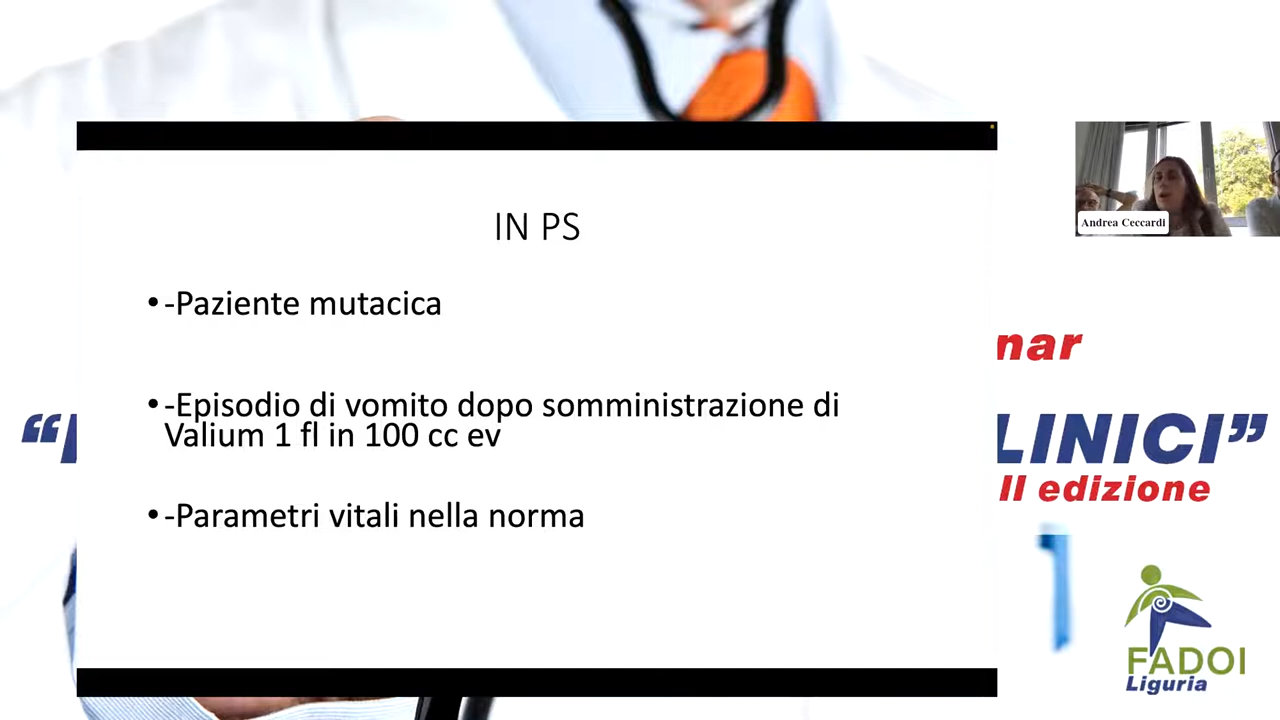 IN PS
• -Paziente mutacica
• -Episodio di vomito dopo somministrazione di
Valium 1 fl in 100 cc ev
• -Parametri vitali nella norma
Andrea Ceccardi
nar
“
LINICI”
II edizione
FADOI
Liguria